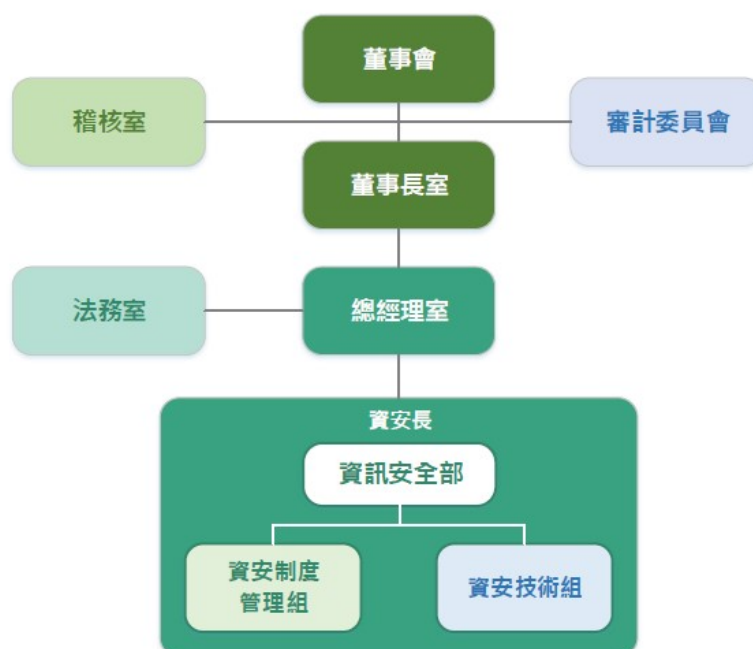 董事會
稽核室
審計委員會
董事長室
法務室
總經理室
資安長
資訊安全部
資安制度
管理組
資安技術組